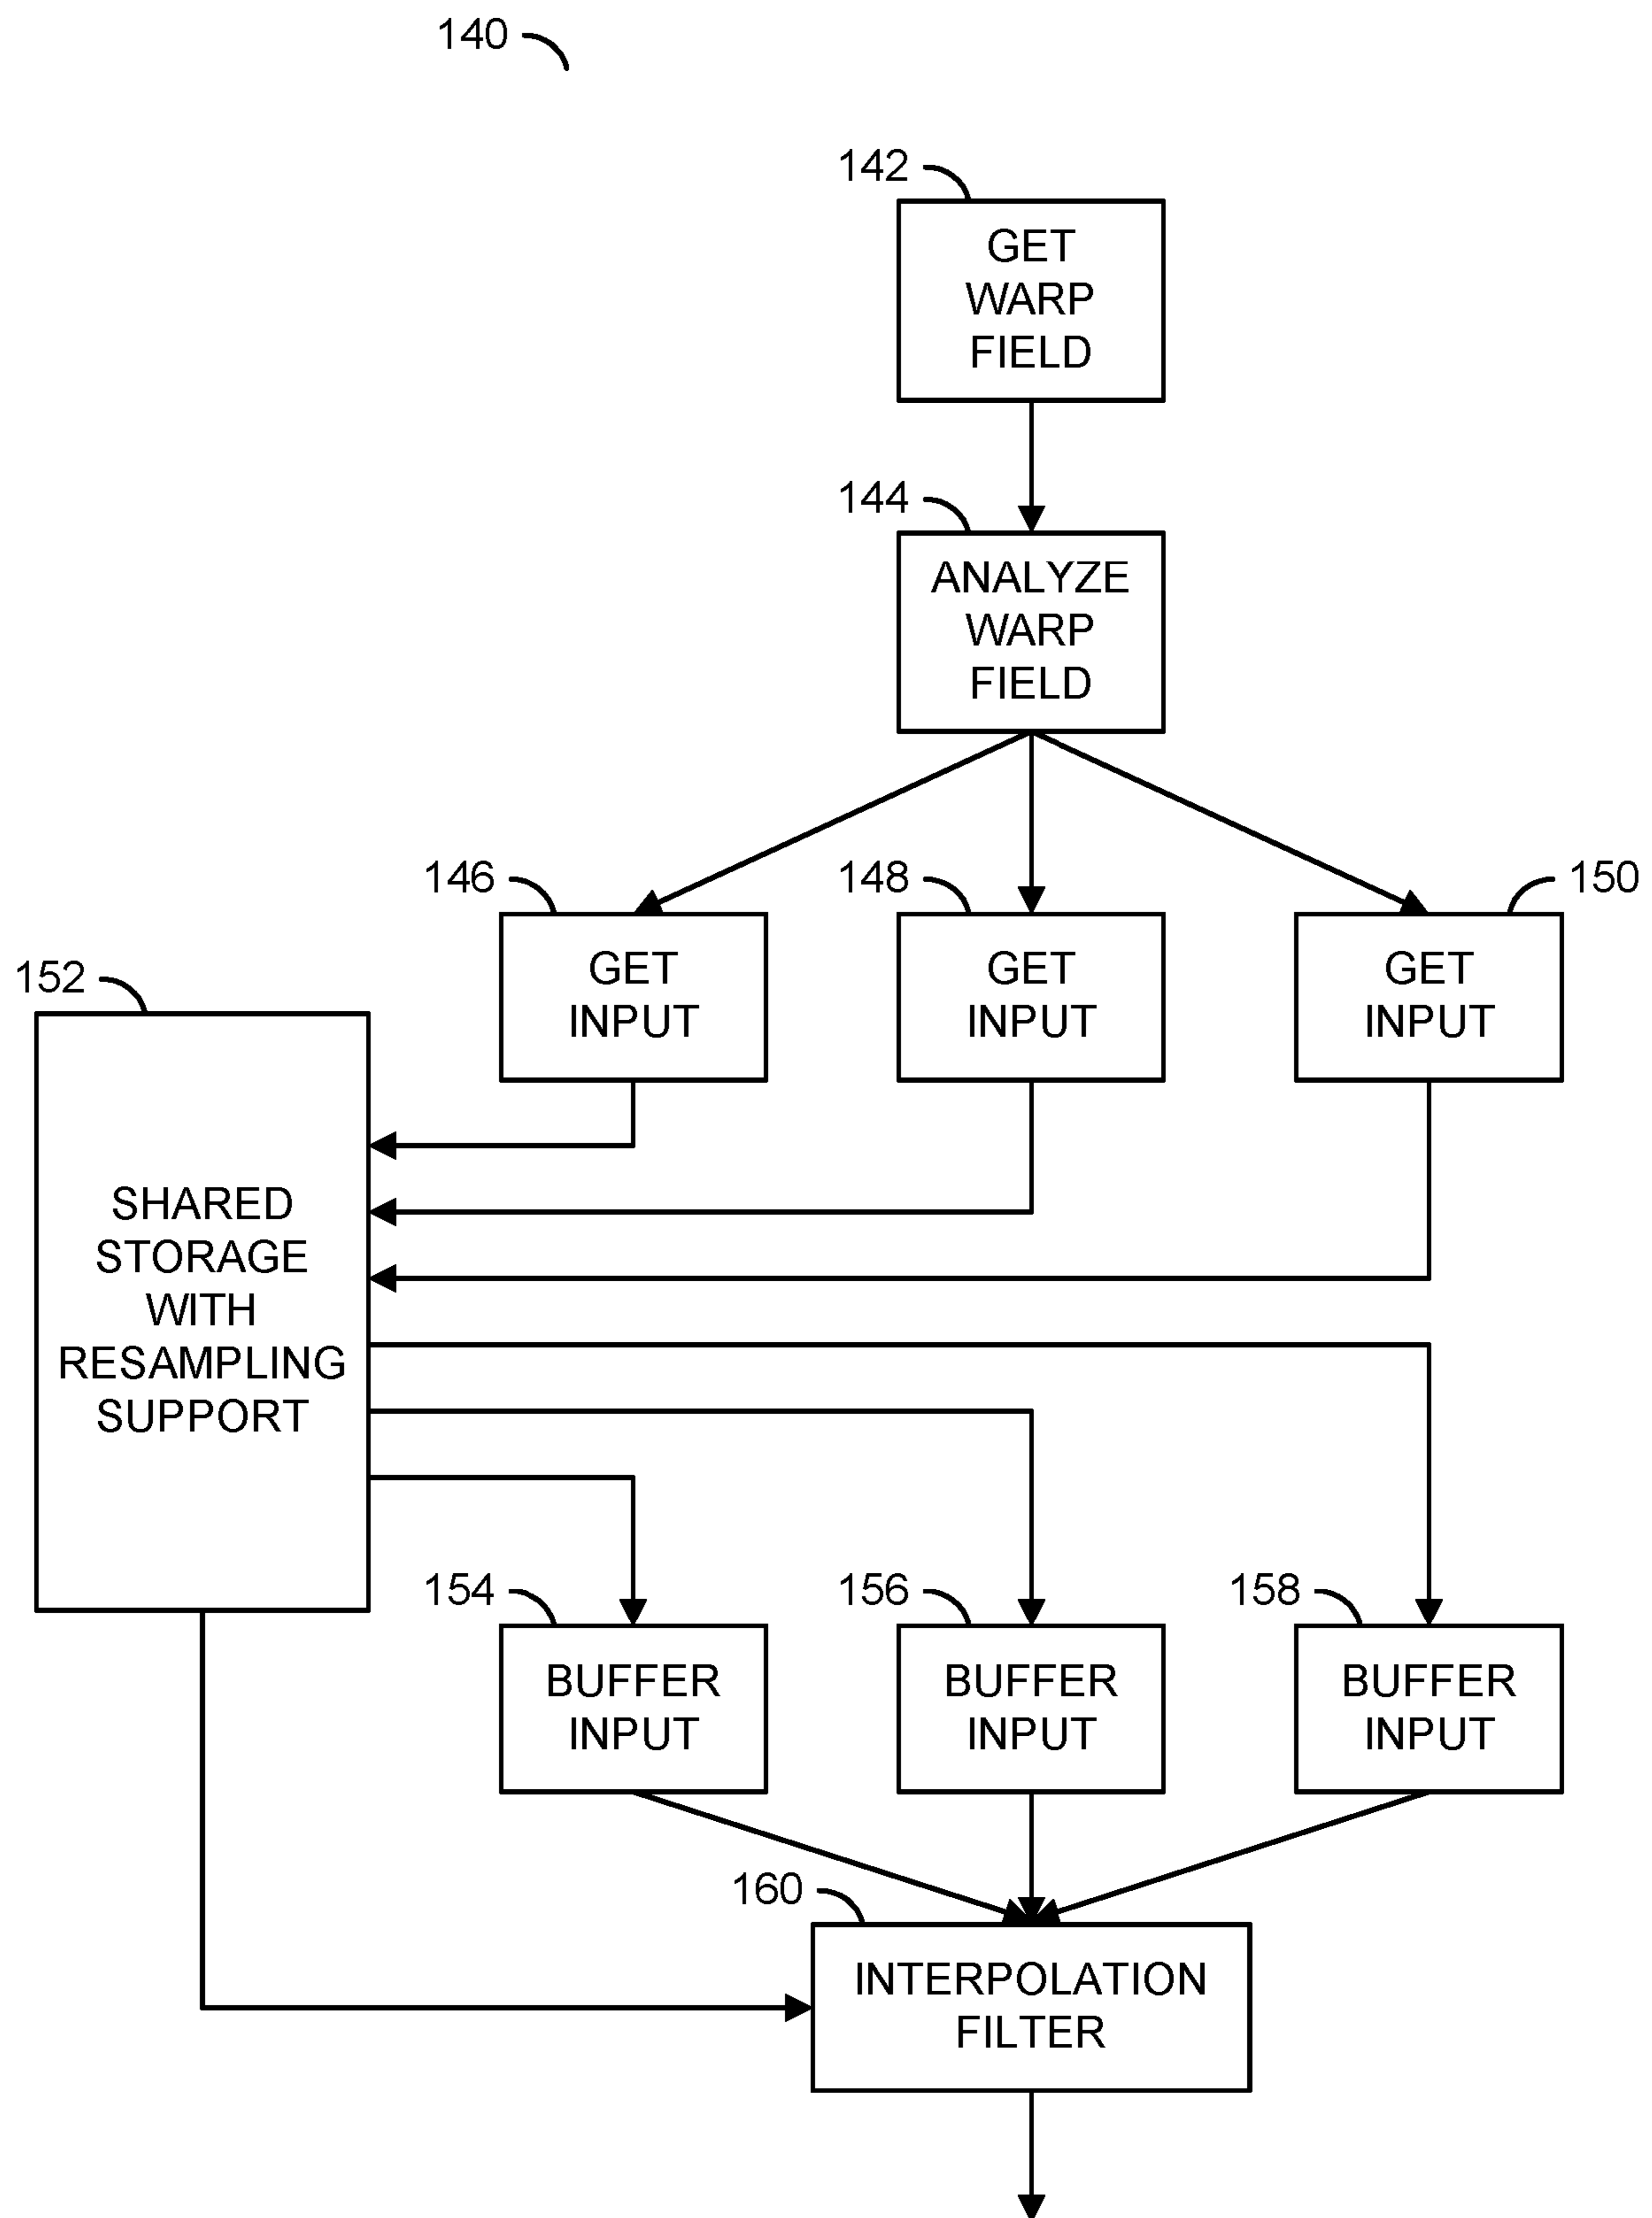 140
142
GET
WARP
FIELD
144
ANALYZE
WARP
FIELD
146
GET
INPUT
148
GET
INPUT
150
GET
INPUT
152
SHARED
STORAGE
WITH
RESAMPLING
SUPPORT
154
BUFFER
INPUT
156
BUFFER
INPUT
158
BUFFER
INPUT
160
INTERPOLATION
FILTER